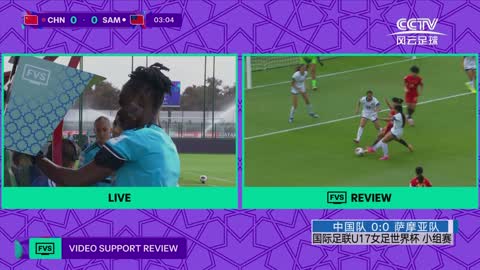 CHN 0 0 SAM 03:04
CCTV
风云足球
FVS
LIVE
FVS REVIEW
FVS VIDEO SUPPORT REVIEW
中国队 0:0 萨摩亚队
国际足联U17女足世界杯 小组赛